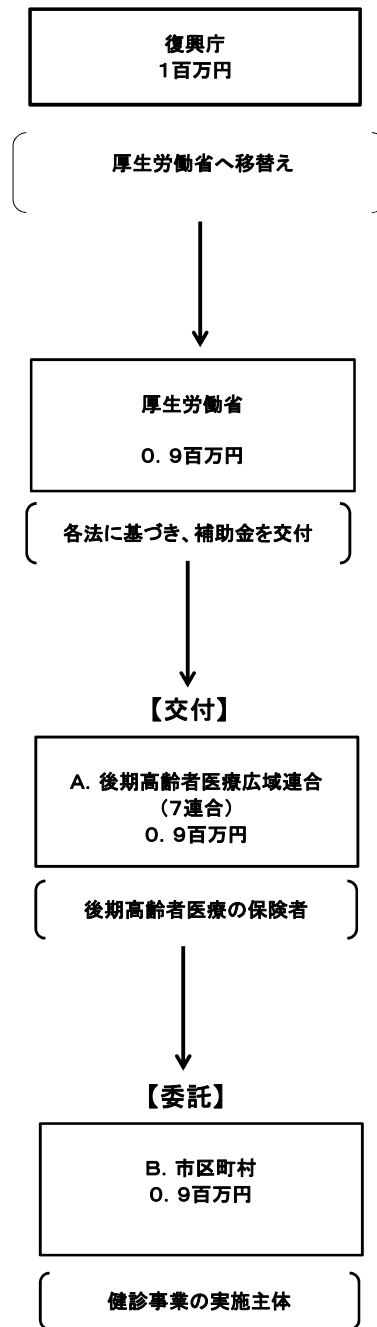 復興庁
1百万円
厚生労働省へ移替え
厚生労働省
0．9百万円
各法に基づき、補助金を交付
【交付】
A．後期高齢者医療広域連合
（7連合）
0．9百万円
後期高齢者医療の保険者
【委託】
B．市区町村
0．9百万円
健診事業の実施主体